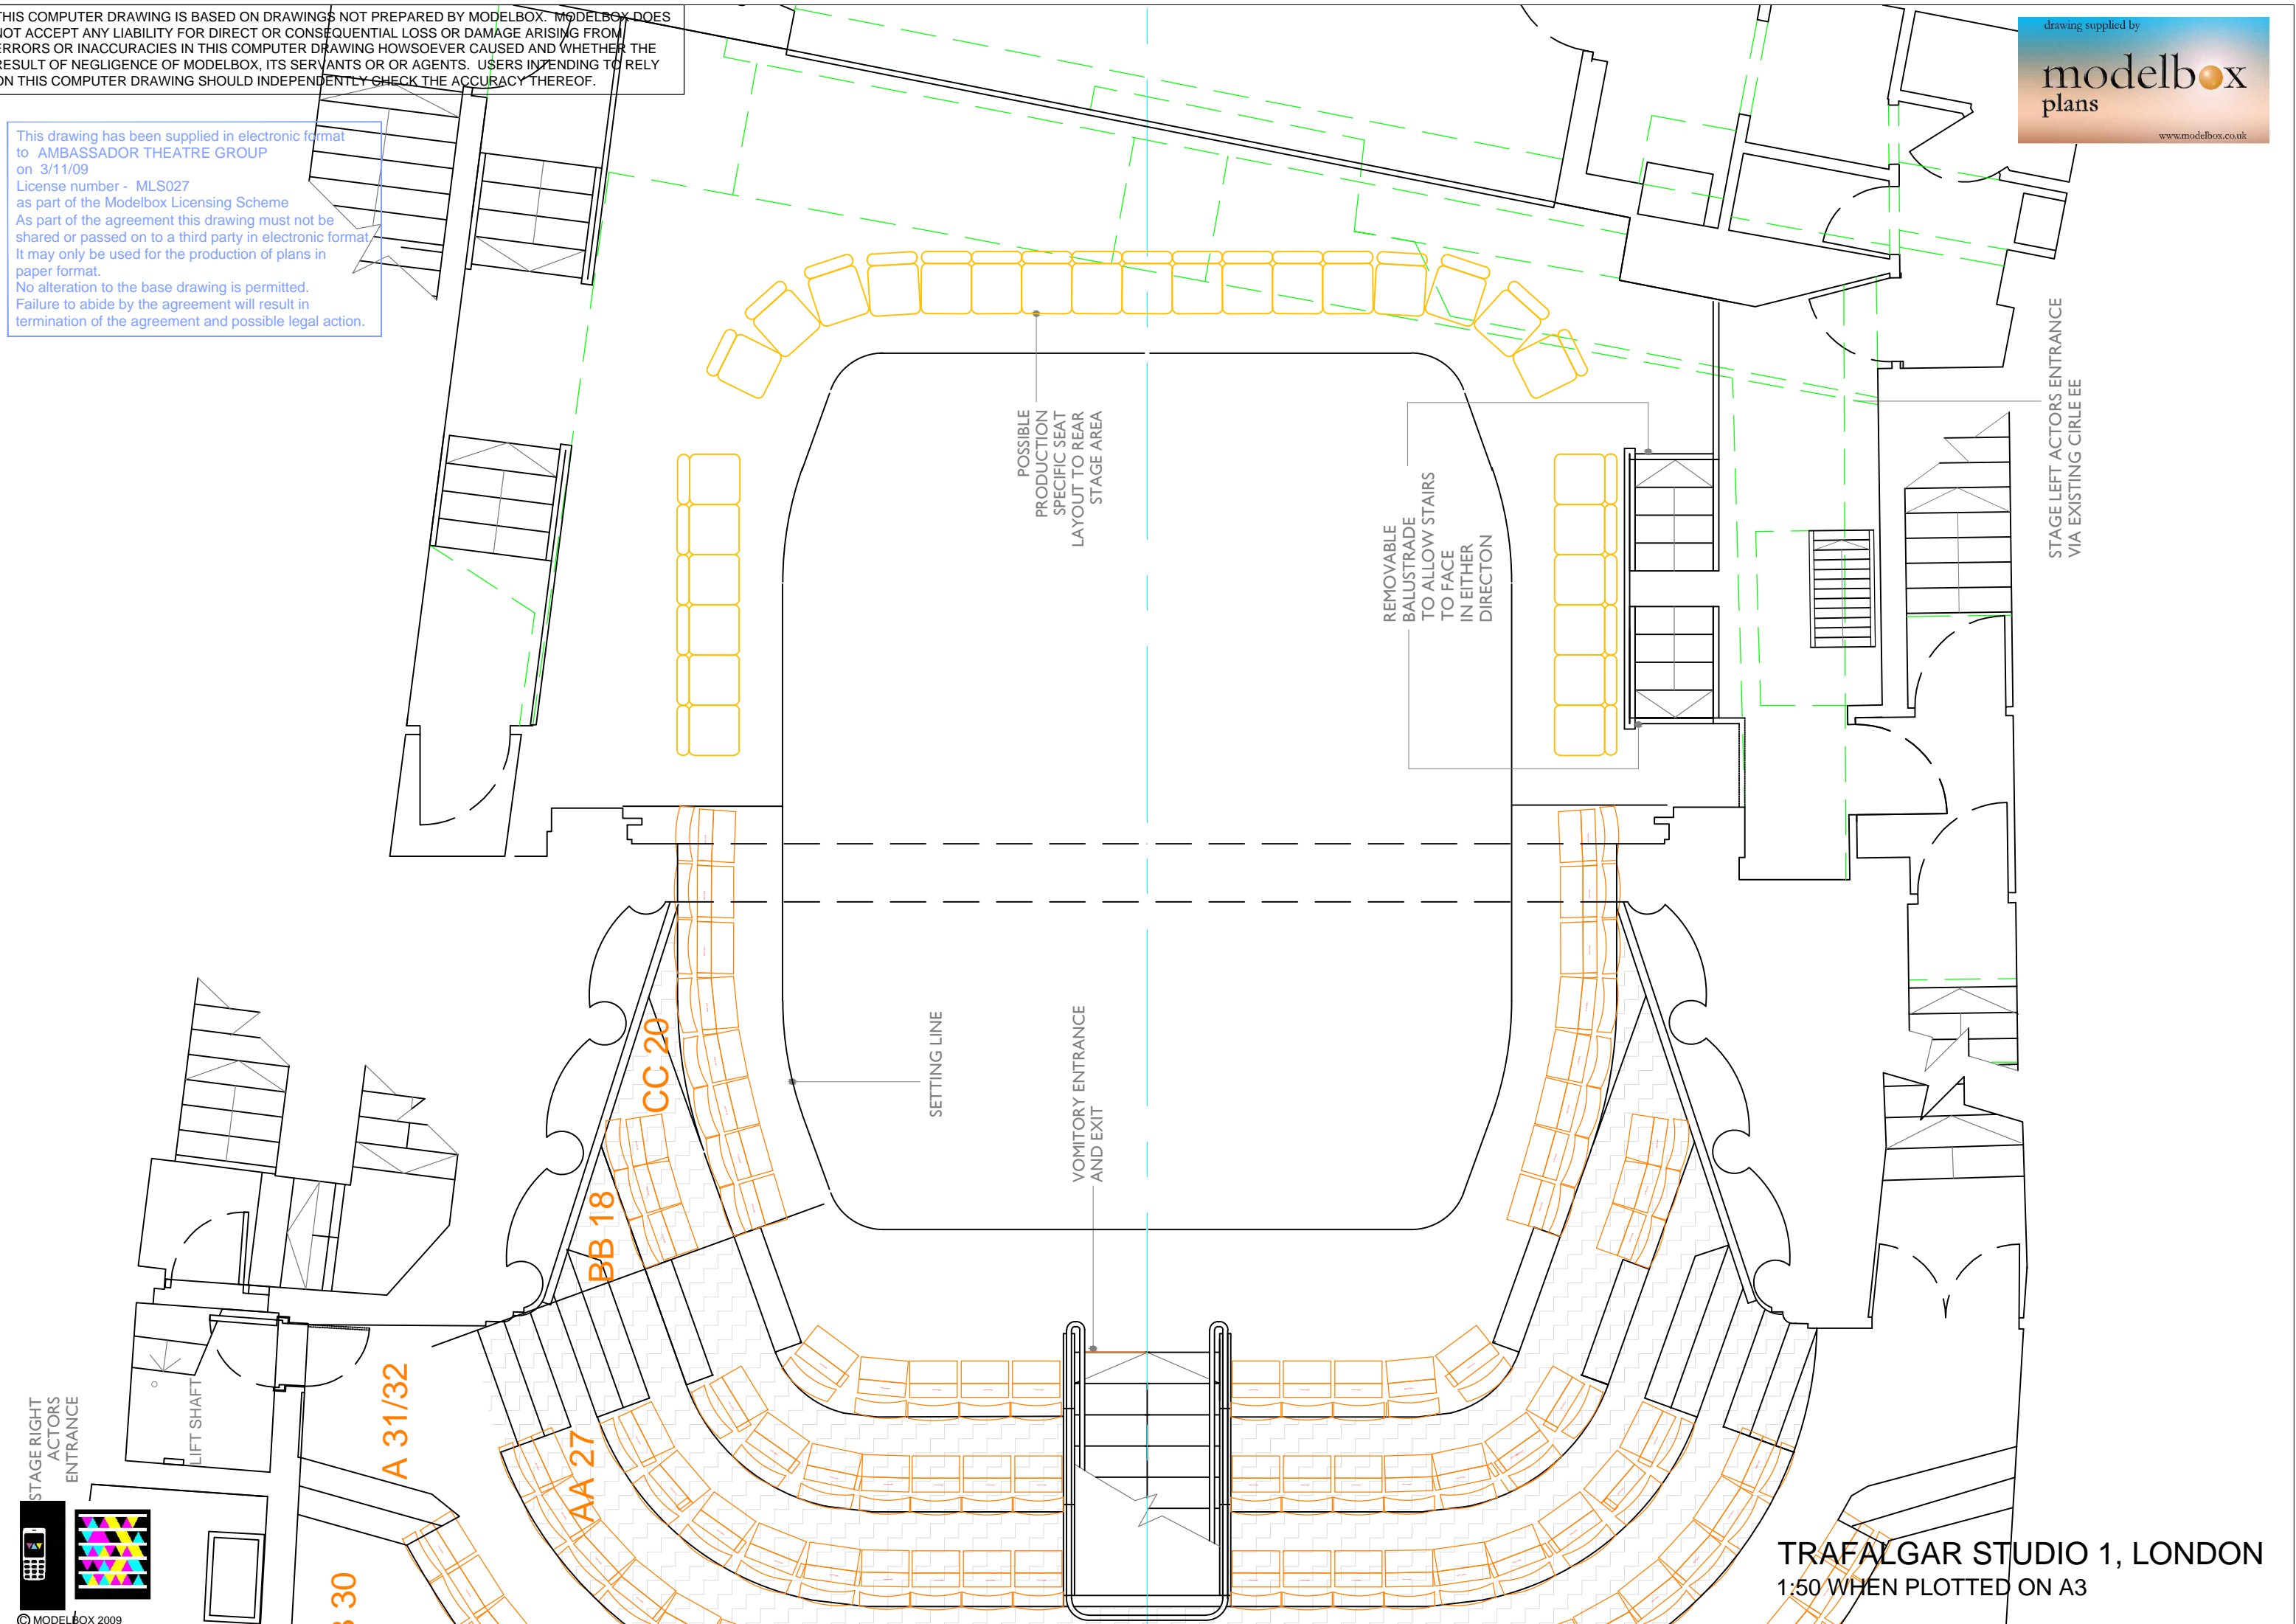 THIS COMPUTER DRAWING IS BASED ON DRAWINGS NOT PREPARED BY MODELBOX. MODELBOX DOES
NOT ACCEPT ANY LIABILITY FOR DIRECT OR CONSEQUENTIAL LOSS OR DAMAGE ARISING FROM
ERRORS OR INACCURACIES IN THIS COMPUTER DRAWING HOWSOEVER CAUSED AND WHETHER THE
RESULT OF NEGLIGENCE OF MODELBOX, ITS SERVANTS OR OR AGENTS. USERS INTENDING TO RELY
ON THIS COMPUTER DRAWING SHOULD INDEPENDENTLY CHECK THE ACCURACY THEREOF.
drawing supplied by
modelbox
plans
www.modelbox.co.uk
This drawing has been supplied in electronic format
to AMBASSADOR THEATRE GROUP
on 3/11/09
License number - MLS027
as part of the Modelbox Licensing Scheme
As part of the agreement this drawing must not be
shared or passed on to a third party in electronic format
It may only be used for the production of plans in
paper format.
No alteration to the base drawing is permitted.
Failure to abide by the agreement will result in
termination of the agreement and possible legal action.
POSSIBLE
PRODUCTION
SPECIFIC SEAT
LAYOUT TO REAR
STAGE AREA
REMOVABLE
BALUSTRADE
TO ALLOW STAIRS
TO FACE
IN EITHER
DIRECTON
STAGE LEFT ACTORS ENTRANCE
VIA EXISTING CIRLE EE
SETTING LINE
VOMITORY ENTRANCE
AND EXIT
CC 20
BB 18
A 31/32
AA 27
30
LIFT SHAFT
STAGE RIGHT
ACTORS
ENTRANCE
© MODELBOX 2009
TRAFALGAR STUDIO 1, LONDON
1:50 WHEN PLOTTED ON A3